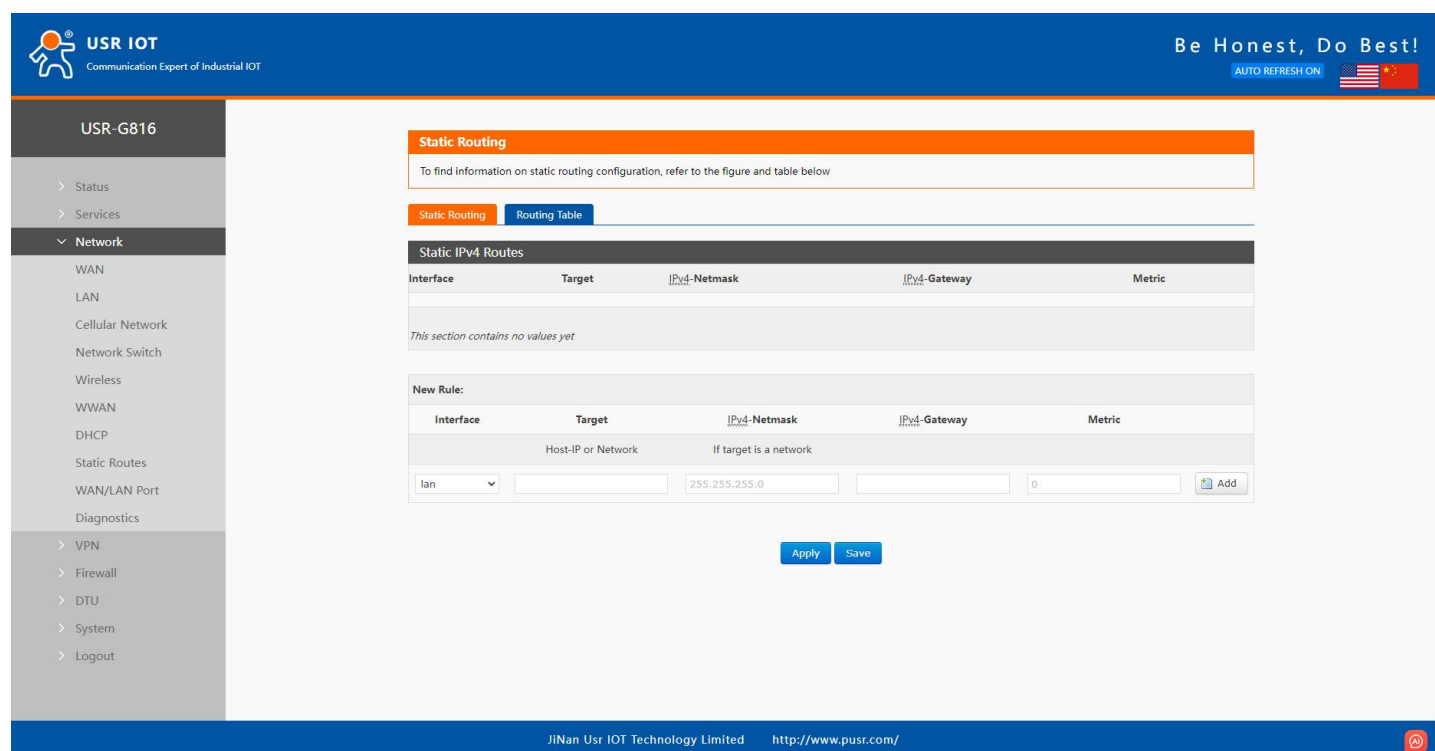 USR IOT
Communication Expert of Industrial IOT
Be Honest, Do Best!
AUTO REFRESH ON
USR-G816
Status
Services
Network
WAN
LAN
Cellular Network
Network Switch
Wireless
WWAN
DHCP
Static Routes
WAN/LAN Port
Diagnostics
VPN
Firewall
DTU
System
Logout
Static Routing
To find information on static routing configuration, refer to the figure and table below
Static Routing Routing Table
Static IPv4 Routes
Interface Target IPv4-Netmask IPv4-Gateway Metric
This section contains no values yet
New Rule:
Interface Target IPv4-Netmask IPv4-Gateway Metric
Host-IP or Network If target is a network
lan 255.255.255.0 0 Add
Apply Save
JiNan Usr IOT Technology Limited http://www.pusr.com/
AI